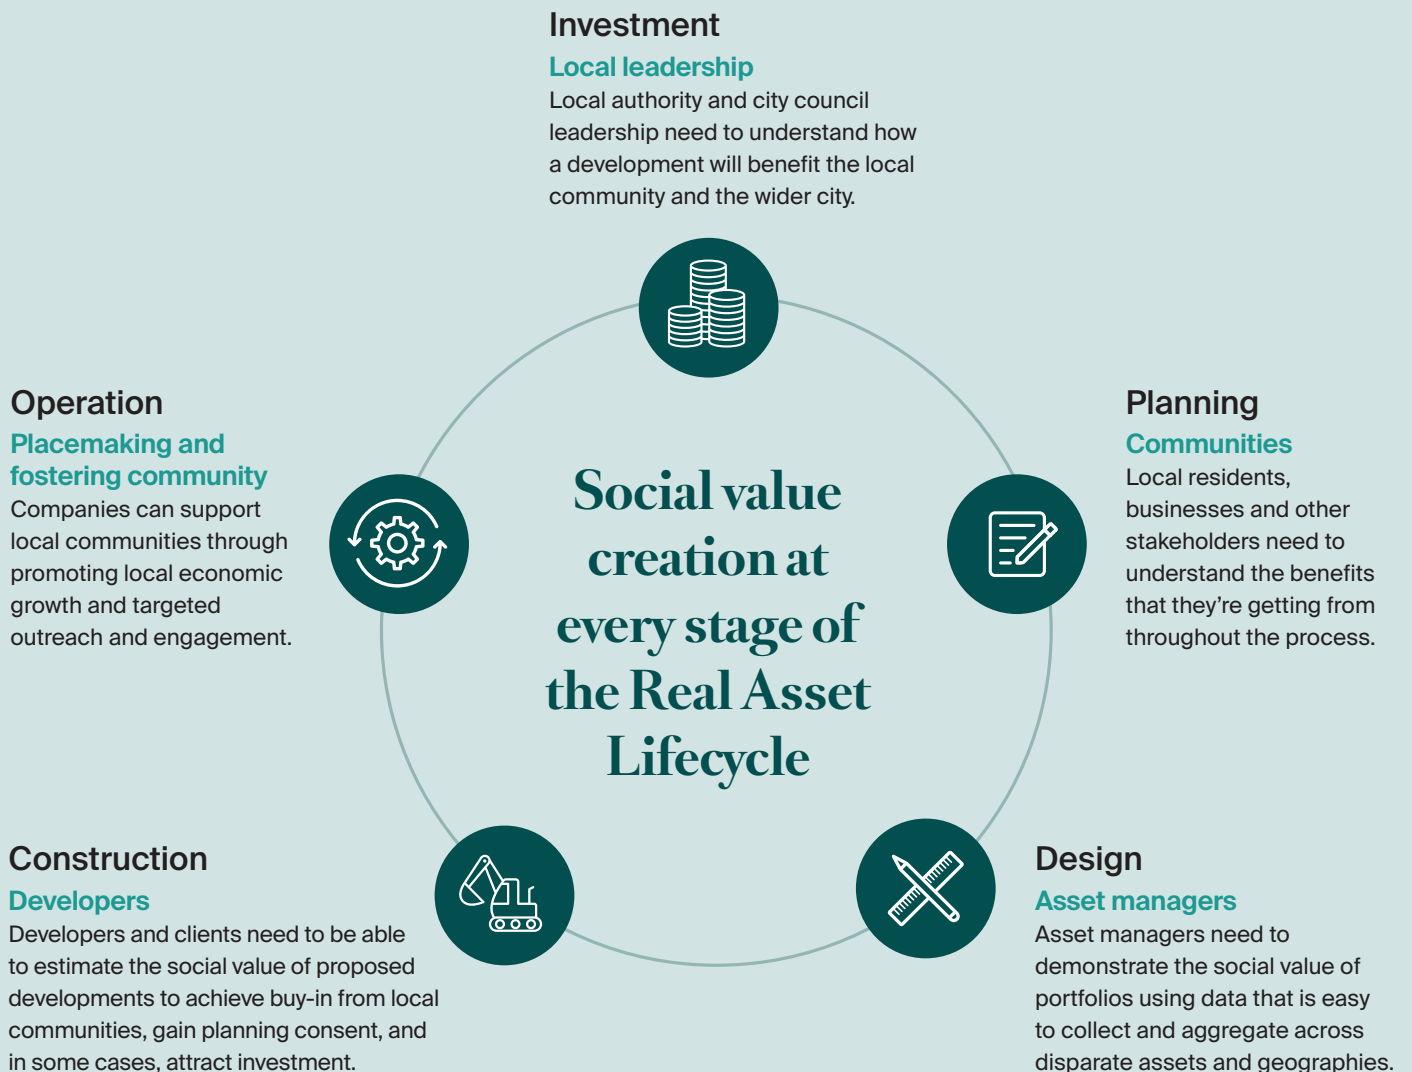 Investment
Local leadership
Local authority and city council
leadership need to understand how
a development will benefit the local
community and the wider city.
Operation
Placemaking and
fostering community
Companies can support
local communities through
promoting local economic
growth and targeted
outreach and engagement.
Social value
creation at
every stage of
the Real Asset
Lifecycle
Planning
Communities
Local residents,
businesses and other
stakeholders need to
understand the benefits
that they’re getting from
throughout the process.
Construction
Developers
Developers and clients need to be able
to estimate the social value of proposed
developments to achieve buy-in from local
communities, gain planning consent, and
in some cases, attract investment.
Design
Asset managers
Asset managers need to
demonstrate the social value of
portfolios using data that is easy
to collect and aggregate across
disparate assets and geographies.